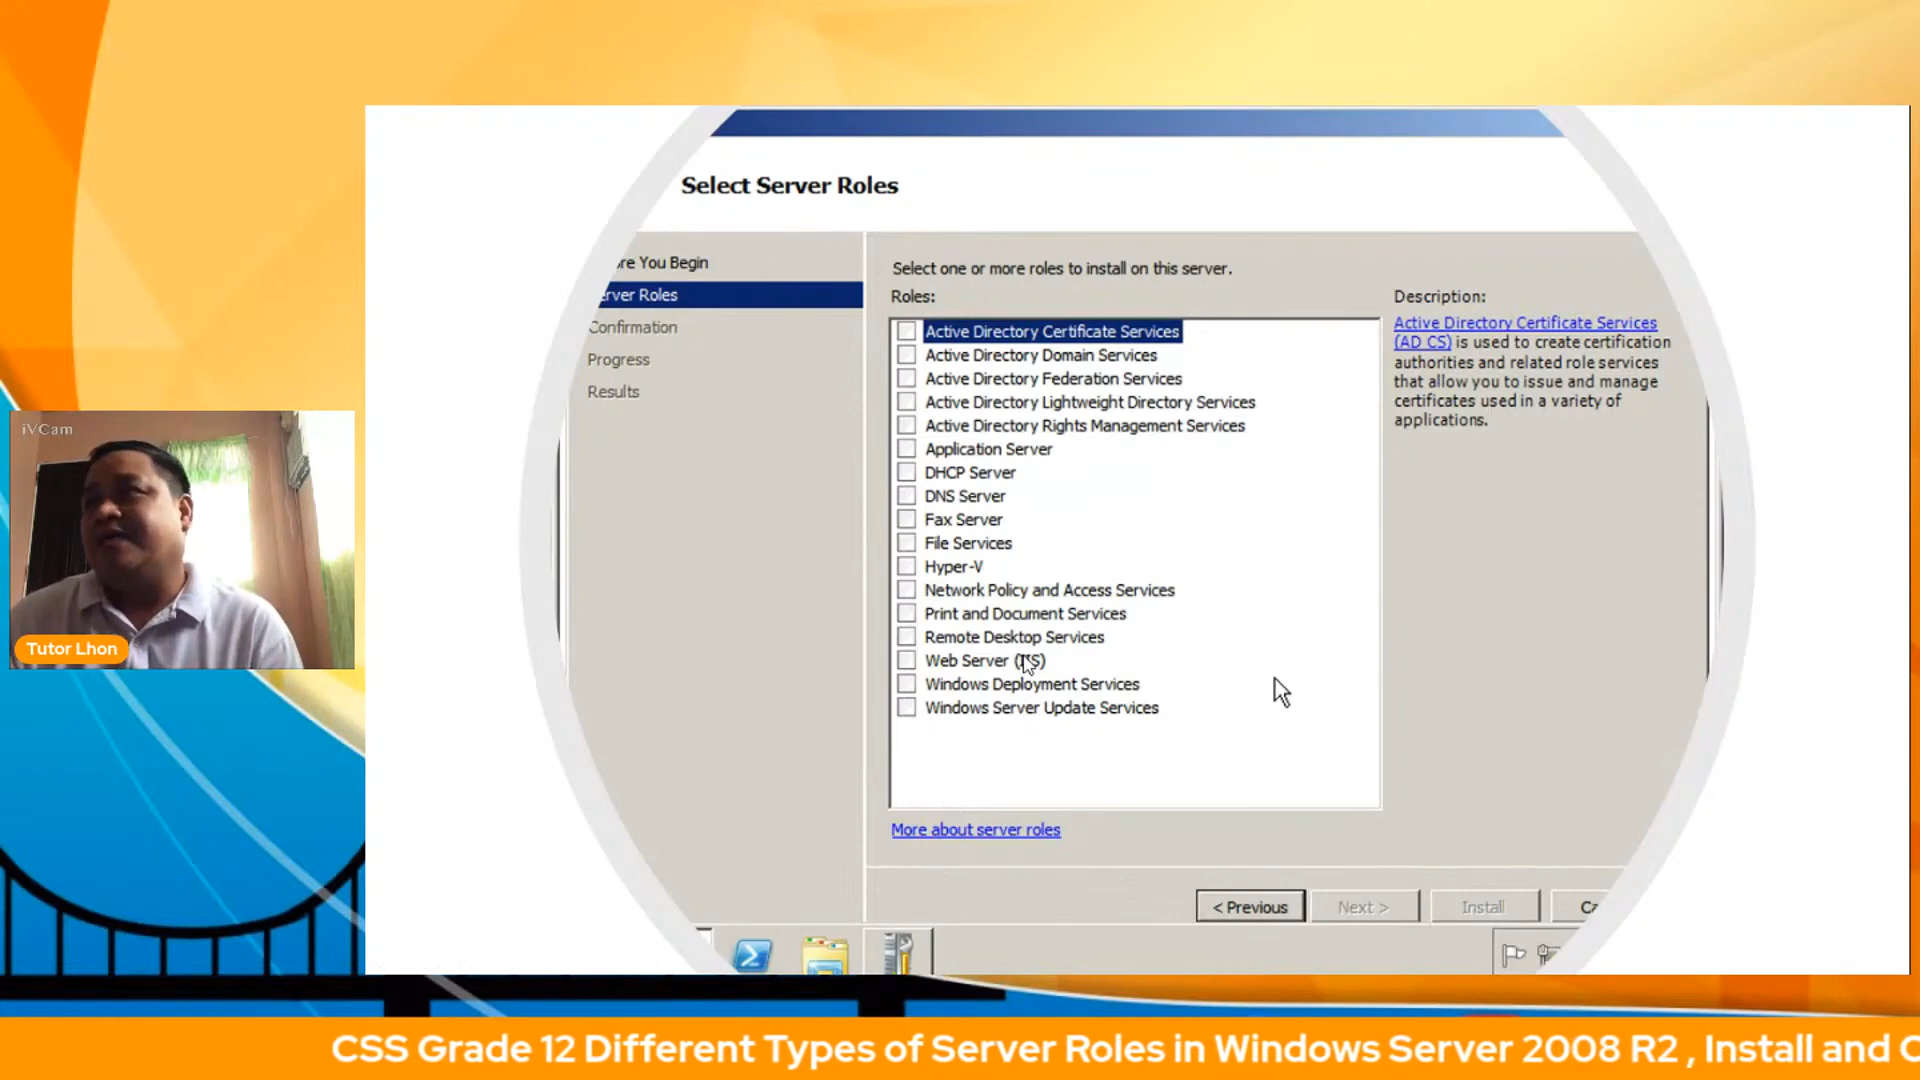 Select Server Roles
re You Begin
erver Roles
Confirmation
Progress
Results
Select one or more roles to install on this server.
Roles:
Active Directory Certificate Services
Active Directory Domain Services
Active Directory Federation Services
Active Directory Lightweight Directory Services
Active Directory Rights Management Services
Application Server
DHCP Server
DNS Server
Fax Server
File Services
Hyper-V
Network Policy and Access Services
Print and Document Services
Remote Desktop Services
Web Server (IIS)
Windows Deployment Services
Windows Server Update Services
More about server roles
Description:
Active Directory Certificate Services
(AD CS) is used to create certification
authorities and related role services
that allow you to issue and manage
certificates used in a variety of
applications.
< Previous
Next >
Install
Ca
iVCam
Tutor Lhon
CSS Grade 12 Different Types of Server Roles in Windows Server 2008 R2 , Install and C